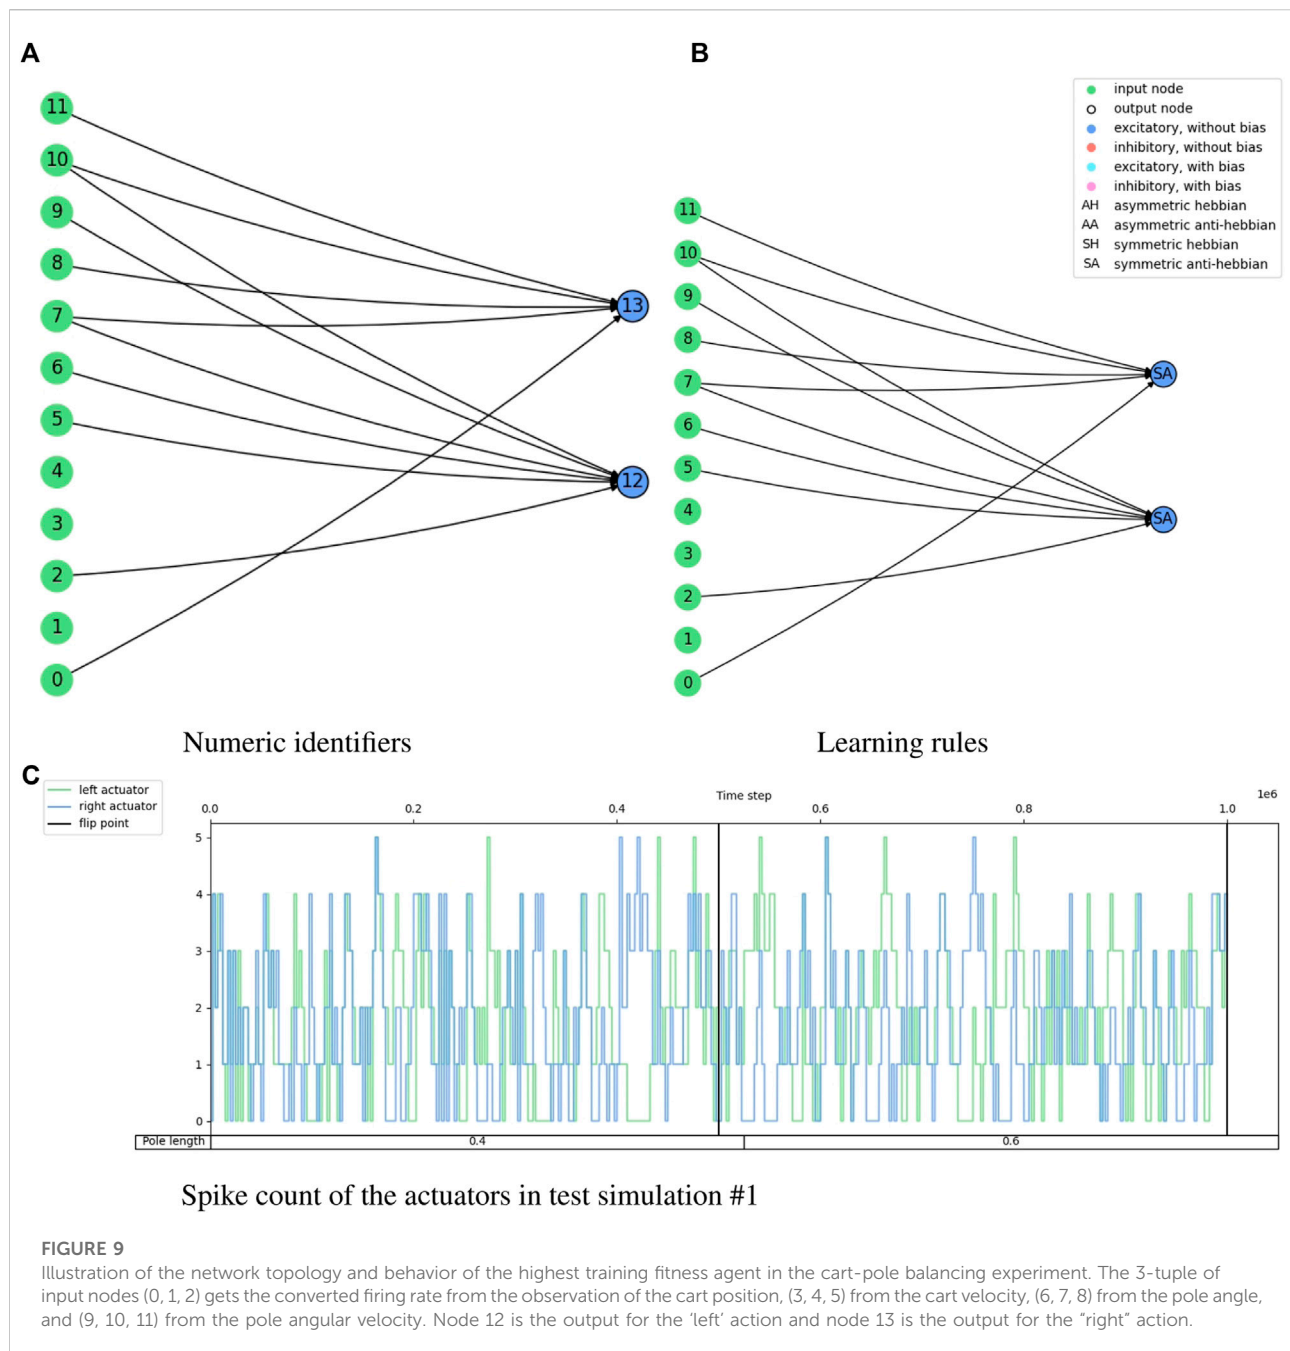 A
11
10
9
8
7
6
5
4
3
2
1
0
13
12
Numeric identifiers
B
input node
output node
excitatory, without bias
inhibitory, without bias
excitatory, with bias
inhibitory, with bias
AH asymmetric hebbian
AA asymmetric anti-hebbian
SH symmetric hebbian
SA symmetric anti-hebbian
11
10
9
8
7
6
5
4
3
2
1
0
SA
SA
Learning rules
C
left actuator
right actuator
flip point
Time step
1e6
0.0 0.2 0.4 0.6 0.8 1.0
5
4
3
2
1
0
Pole length 0.4 0.6
Spike count of the actuators in test simulation #1
FIGURE 9
Illustration of the network topology and behavior of the highest training fitness agent in the cart-pole balancing experiment. The 3-tuple of
input nodes (0, 1, 2) gets the converted firing rate from the observation of the cart position, (3, 4, 5) from the cart velocity, (6, 7, 8) from the pole angle,
and (9, 10, 11) from the pole angular velocity. Node 12 is the output for the ‘left’ action and node 13 is the output for the “right” action.